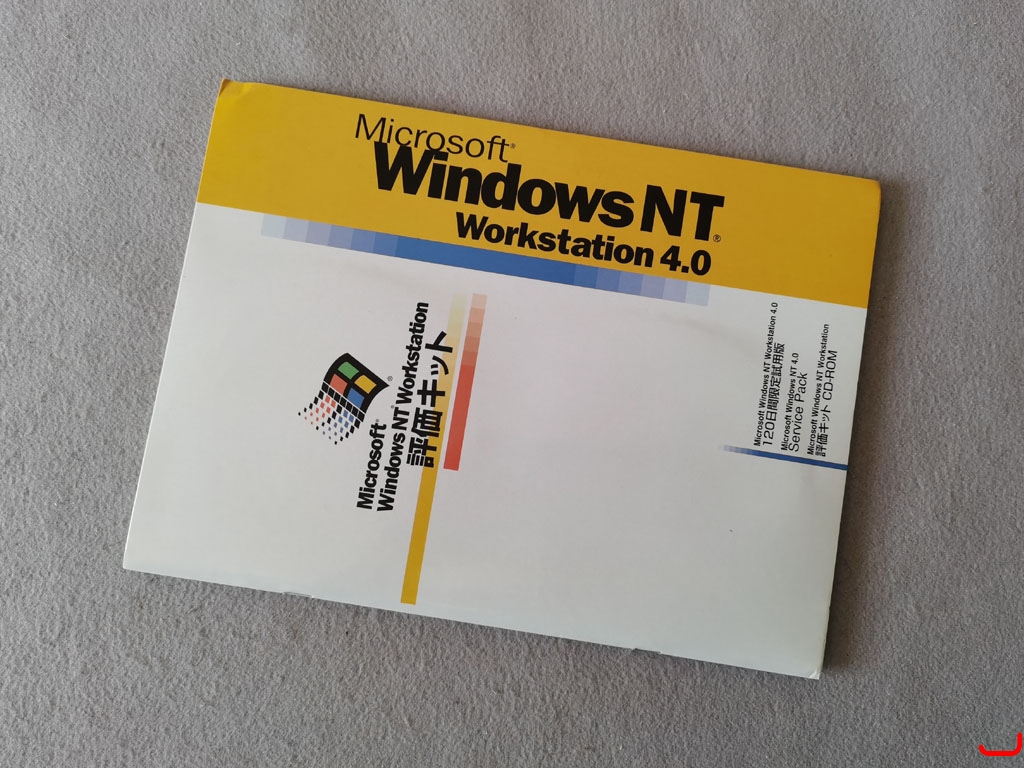 Microsoft®
Windows NT®
Workstation 4.0
Microsoft®
Windows NT® Workstation
評価キット
Microsoft Windows NT Workstation 4.0
120日間限定試用版
Microsoft Windows NT 4.0
Service Pack
Microsoft Windows NT Workstation
評価キット CD-ROM